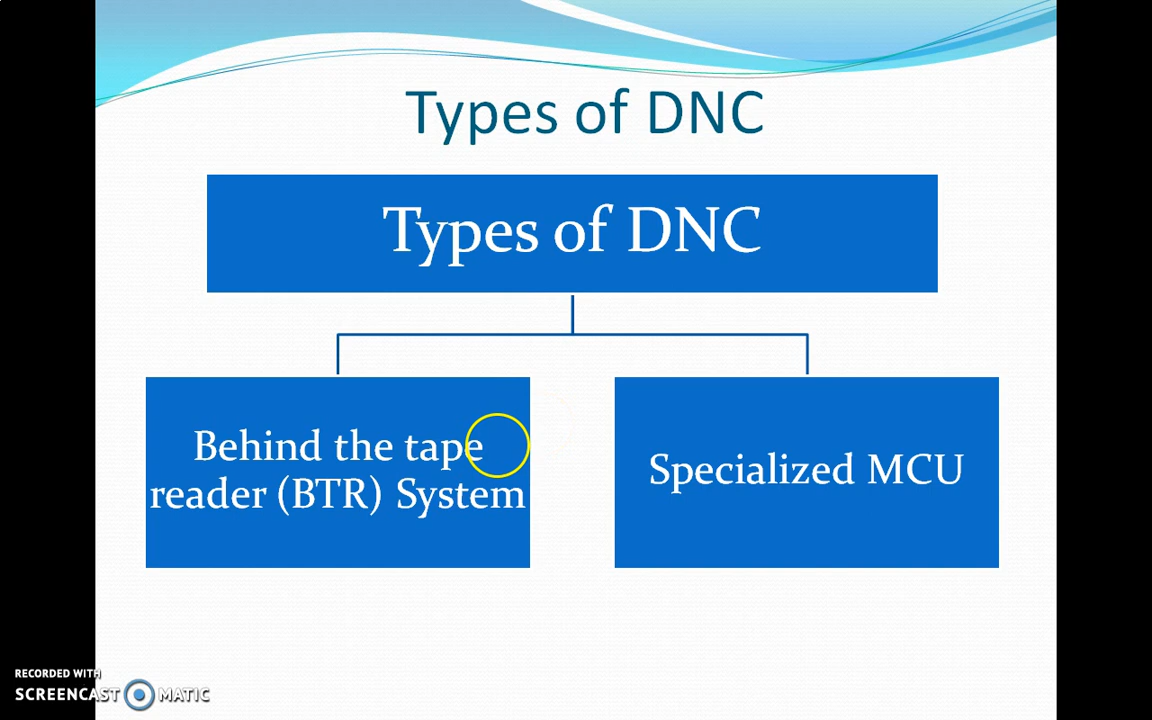 Types of DNC
Types of DNC
Behind the tape
reader (BTR) System
Specialized MCU
RECORDED WITH
SCREENCAST MATIC